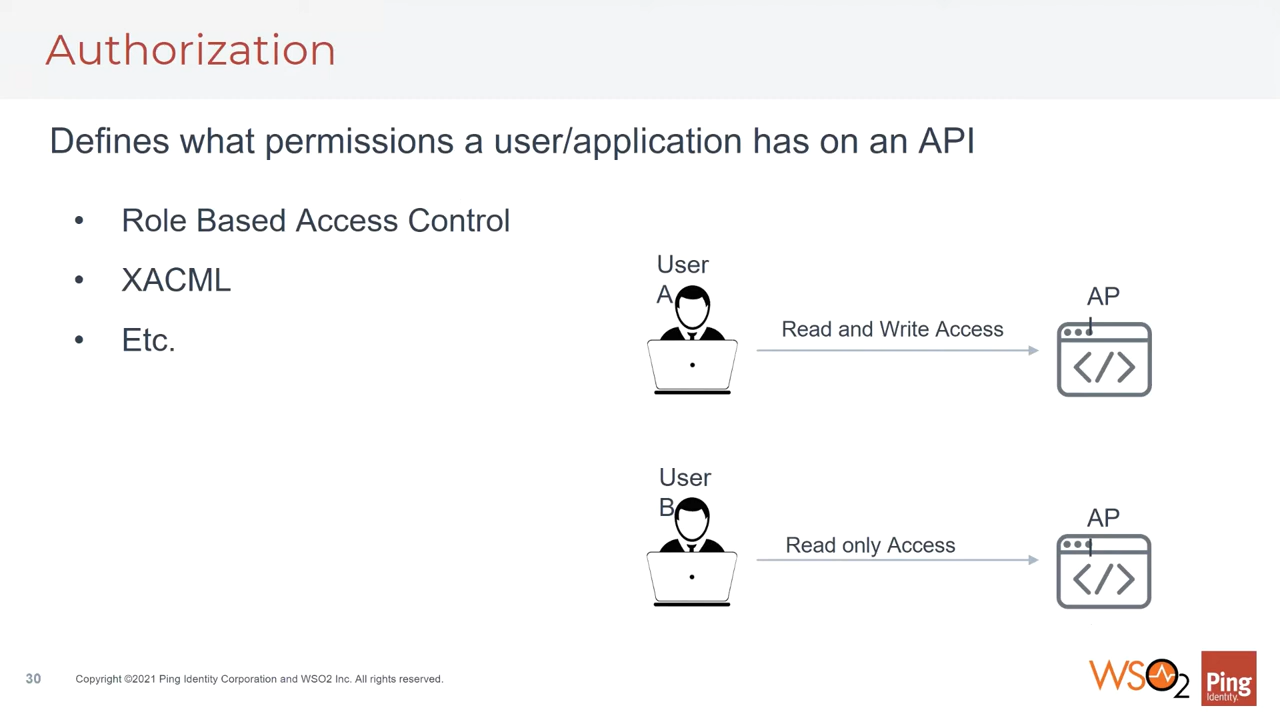 Authorization
Defines what permissions a user/application has on an API
• Role Based Access Control
• XACML
• Etc.
User
A
Read and Write Access
AP
I
User
B
Read only Access
AP
I
30
Copyright ©2021 Ping Identity Corporation and WSO2 Inc. All rights reserved.
WSO2
Ping
Identity.